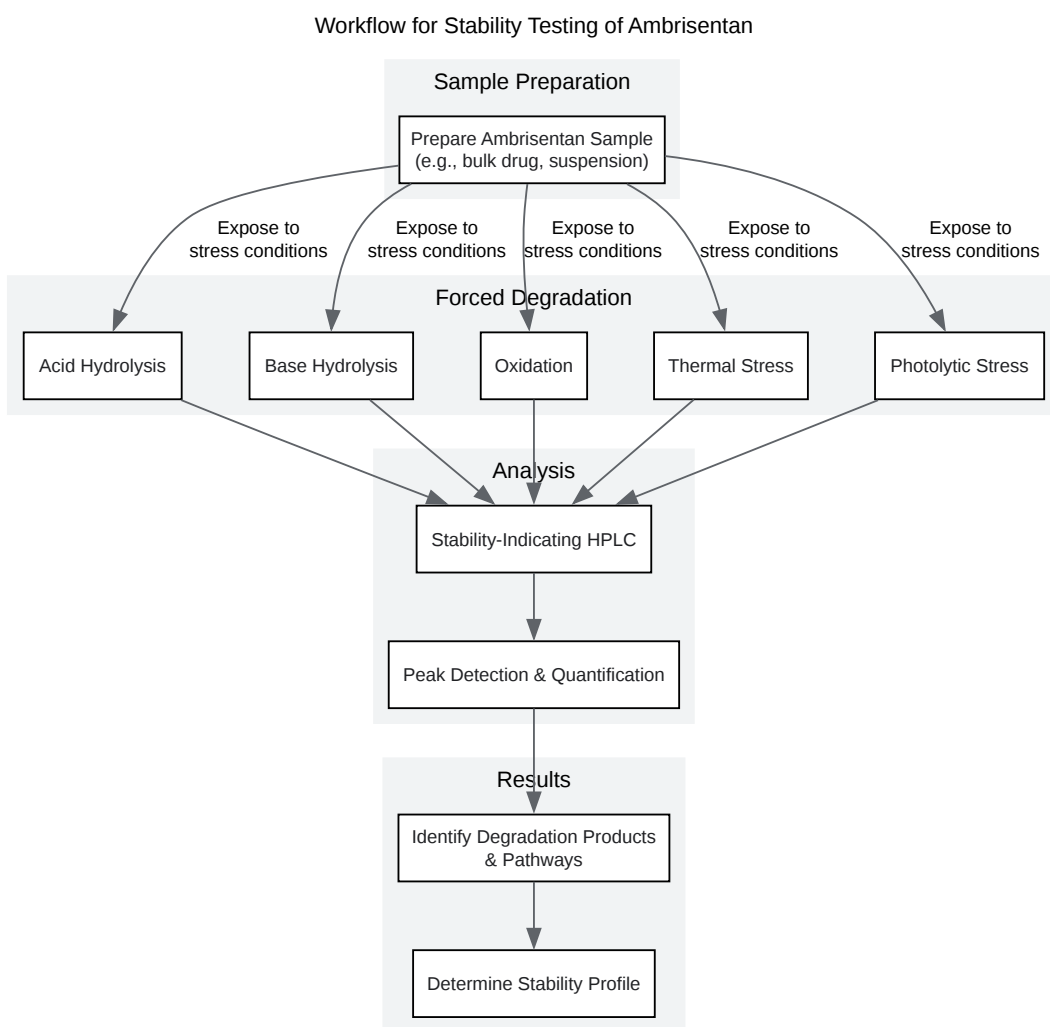 Workflow for Stability Testing of Ambrisentan
Sample Preparation
Prepare Ambrisentan Sample
(e.g., bulk drug, suspension)
Expose to
stress conditions
Expose to
stress conditions
Expose to
stress conditions
Expose to
stress conditions
Expose to
stress conditions
Forced Degradation
Acid Hydrolysis
Base Hydrolysis
Oxidation
Thermal Stress
Photolytic Stress
Analysis
Stability-Indicating HPLC
Peak Detection & Quantification
Results
Identify Degradation Products
& Pathways
Determine Stability Profile